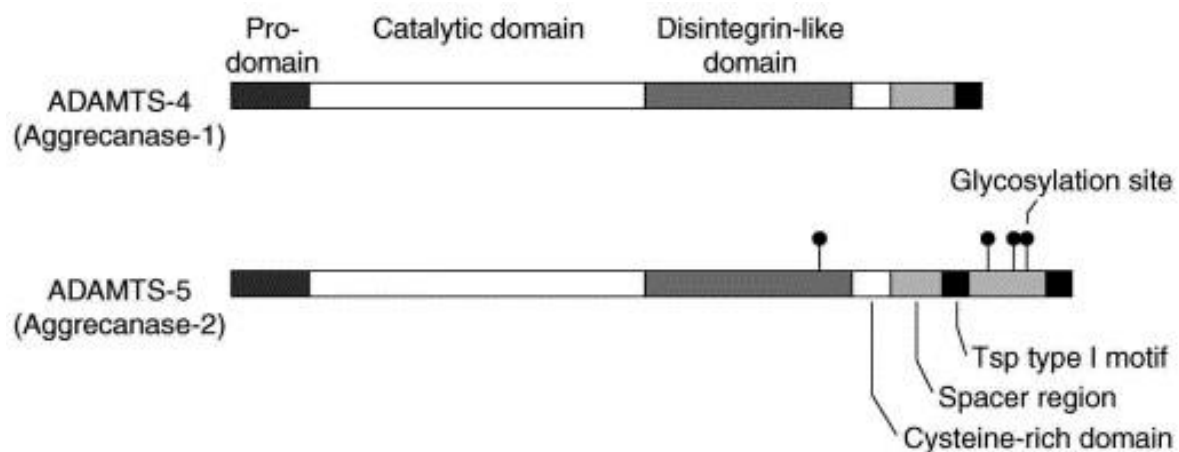 Pro-
domain
Catalytic domain
Disintegrin-like
domain
ADAMTS-4
(Aggrecanase-1)
Glycosylation site
ADAMTS-5
(Aggrecanase-2)
Tsp type I motif
Spacer region
Cysteine-rich domain